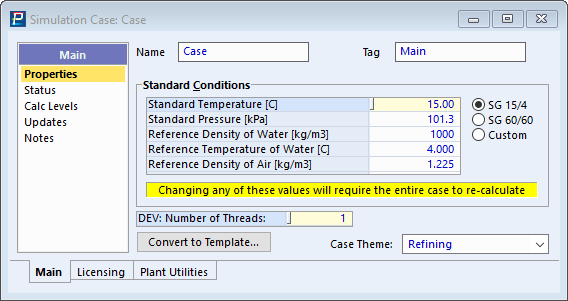 Simulation Case: Case
Main
Properties
Status
Calc Levels
Updates
Notes
Name Case Tag Main
Standard Conditions
Standard Temperature [C] 15.00
Standard Pressure [kPa] 101.3
Reference Density of Water [kg/m3] 1000
Reference Temperature of Water [C] 4.000
Reference Density of Air [kg/m3] 1.225
SG 15/4
SG 60/60
Custom
Changing any of these values will require the entire case to re-calculate
DEV: Number of Threads: 1
Convert to Template... Case Theme: Refining
Main Licensing Plant Utilities